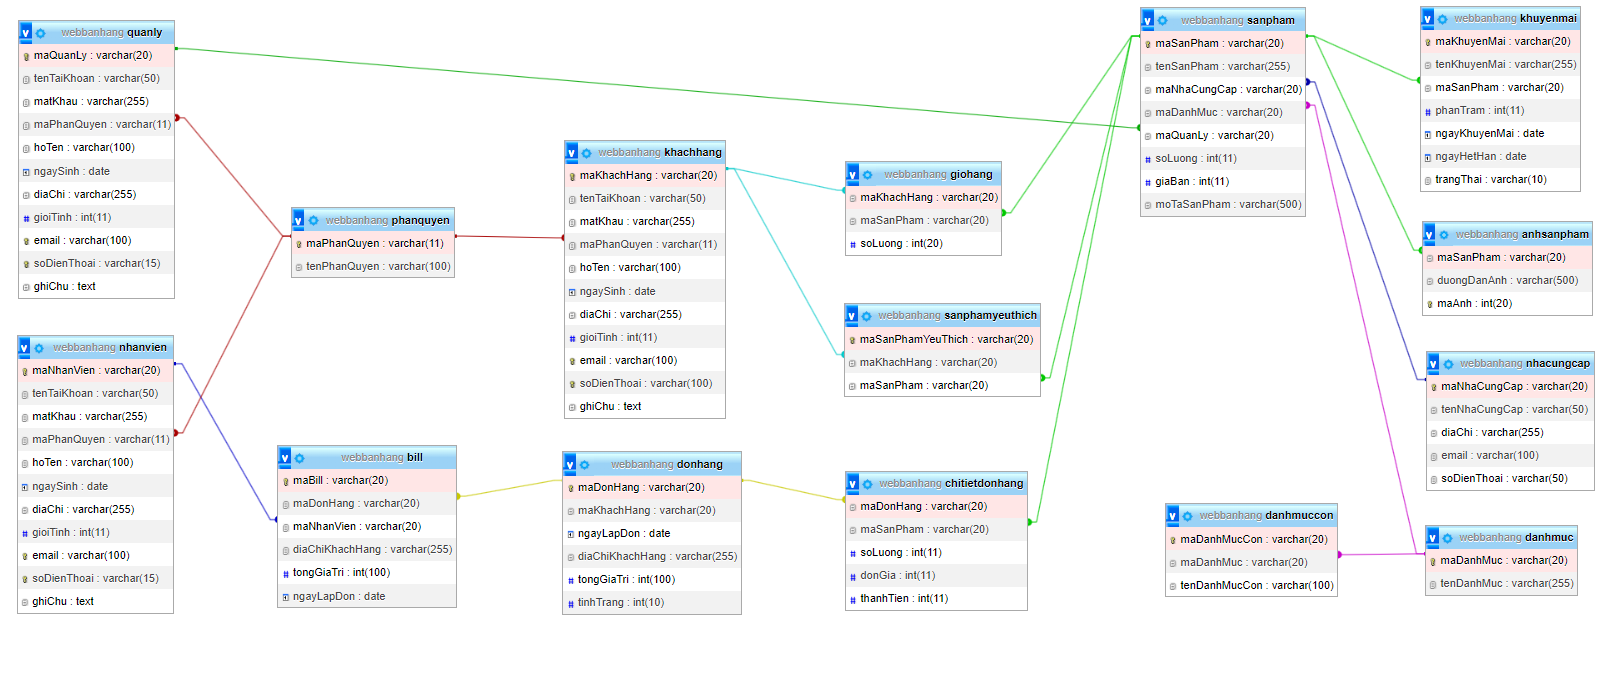 webbanhang quanly
maQuanLy : varchar(20)
tenTaiKhoan : varchar(50)
matKhau : varchar(255)
maPhanQuyen : varchar(11)
hoTen : varchar(100)
ngaySinh : date
diaChi : varchar(255)
gioiTinh : int(11)
email : varchar(100)
soDienThoai : varchar(15)
ghiChu : text
webbanhang nhanvien
maNhanVien : varchar(20)
tenTaiKhoan : varchar(50)
matKhau : varchar(255)
maPhanQuyen : varchar(11)
hoTen : varchar(100)
ngaySinh : date
diaChi : varchar(255)
gioiTinh : int(11)
email : varchar(100)
soDienThoai : varchar(15)
ghiChu : text
webbanhang phanquyen
maPhanQuyen : varchar(11)
tenPhanQuyen : varchar(100)
webbanhang bill
maBill : varchar(20)
maDonHang : varchar(20)
maNhanVien : varchar(20)
diaChiKhachHang : varchar(255)
tongGiaTri : int(100)
ngayLapDon : date
webbanhang khachhang
maKhachHang : varchar(20)
tenTaiKhoan : varchar(50)
matKhau : varchar(255)
maPhanQuyen : varchar(11)
hoTen : varchar(100)
ngaySinh : date
diaChi : varchar(255)
gioiTinh : int(11)
email : varchar(100)
soDienThoai : varchar(100)
ghiChu : text
webbanhang donhang
maDonHang : varchar(20)
maKhachHang : varchar(20)
ngayLapDon : date
diaChiKhachHang : varchar(255)
tongGiaTri : int(100)
tinhTrang : int(10)
webbanhang giohang
maKhachHang : varchar(20)
maSanPham : varchar(20)
soLuong : int(20)
webbanhang sanphamyeuthich
maSanPhamYeuThich : varchar(20)
maKhachHang : varchar(20)
maSanPham : varchar(20)
webbanhang chitietdonhang
maDonHang : varchar(20)
maSanPham : varchar(20)
soLuong : int(11)
donGia : int(11)
thanhTien : int(11)
webbanhang sanpham
maSanPham : varchar(20)
tenSanPham : varchar(255)
maNhaCungCap : varchar(20)
maDanhMuc : varchar(20)
maQuanLy : varchar(20)
soLuong : int(11)
giaBan : int(11)
moTaSanPham : varchar(500)
webbanhang danhmuccon
maDanhMucCon : varchar(20)
maDanhMuc : varchar(20)
tenDanhMucCon : varchar(100)
webbanhang khuyenmai
maKhuyenMai : varchar(20)
tenKhuyenMai : varchar(255)
maSanPham : varchar(20)
phanTram : int(11)
ngayKhuyenMai : date
ngayHetHan : date
trangThai : varchar(10)
webbanhang anhsanpham
maSanPham : varchar(20)
duongDanAnh : varchar(500)
maAnh : int(20)
webbanhang nhacungcap
maNhaCungCap : varchar(20)
tenNhaCungCap : varchar(50)
diaChi : varchar(255)
email : varchar(100)
soDienThoai : varchar(50)
webbanhang danhmuc
maDanhMuc : varchar(20)
tenDanhMuc : varchar(255)